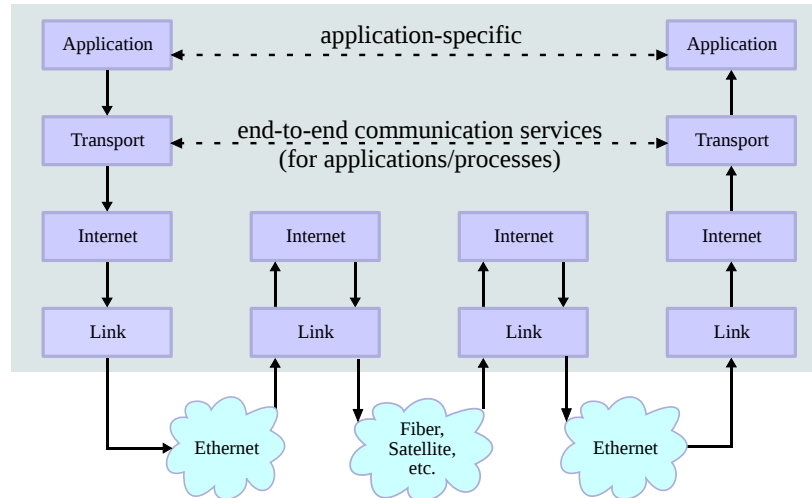 application-specific
Application
Application
end-to-end communication services
(for applications/processes)
Transport
Transport
Internet
Internet
Internet
Internet
Link
Link
Link
Link
Ethernet
Fiber,
Satellite,
etc.
Ethernet